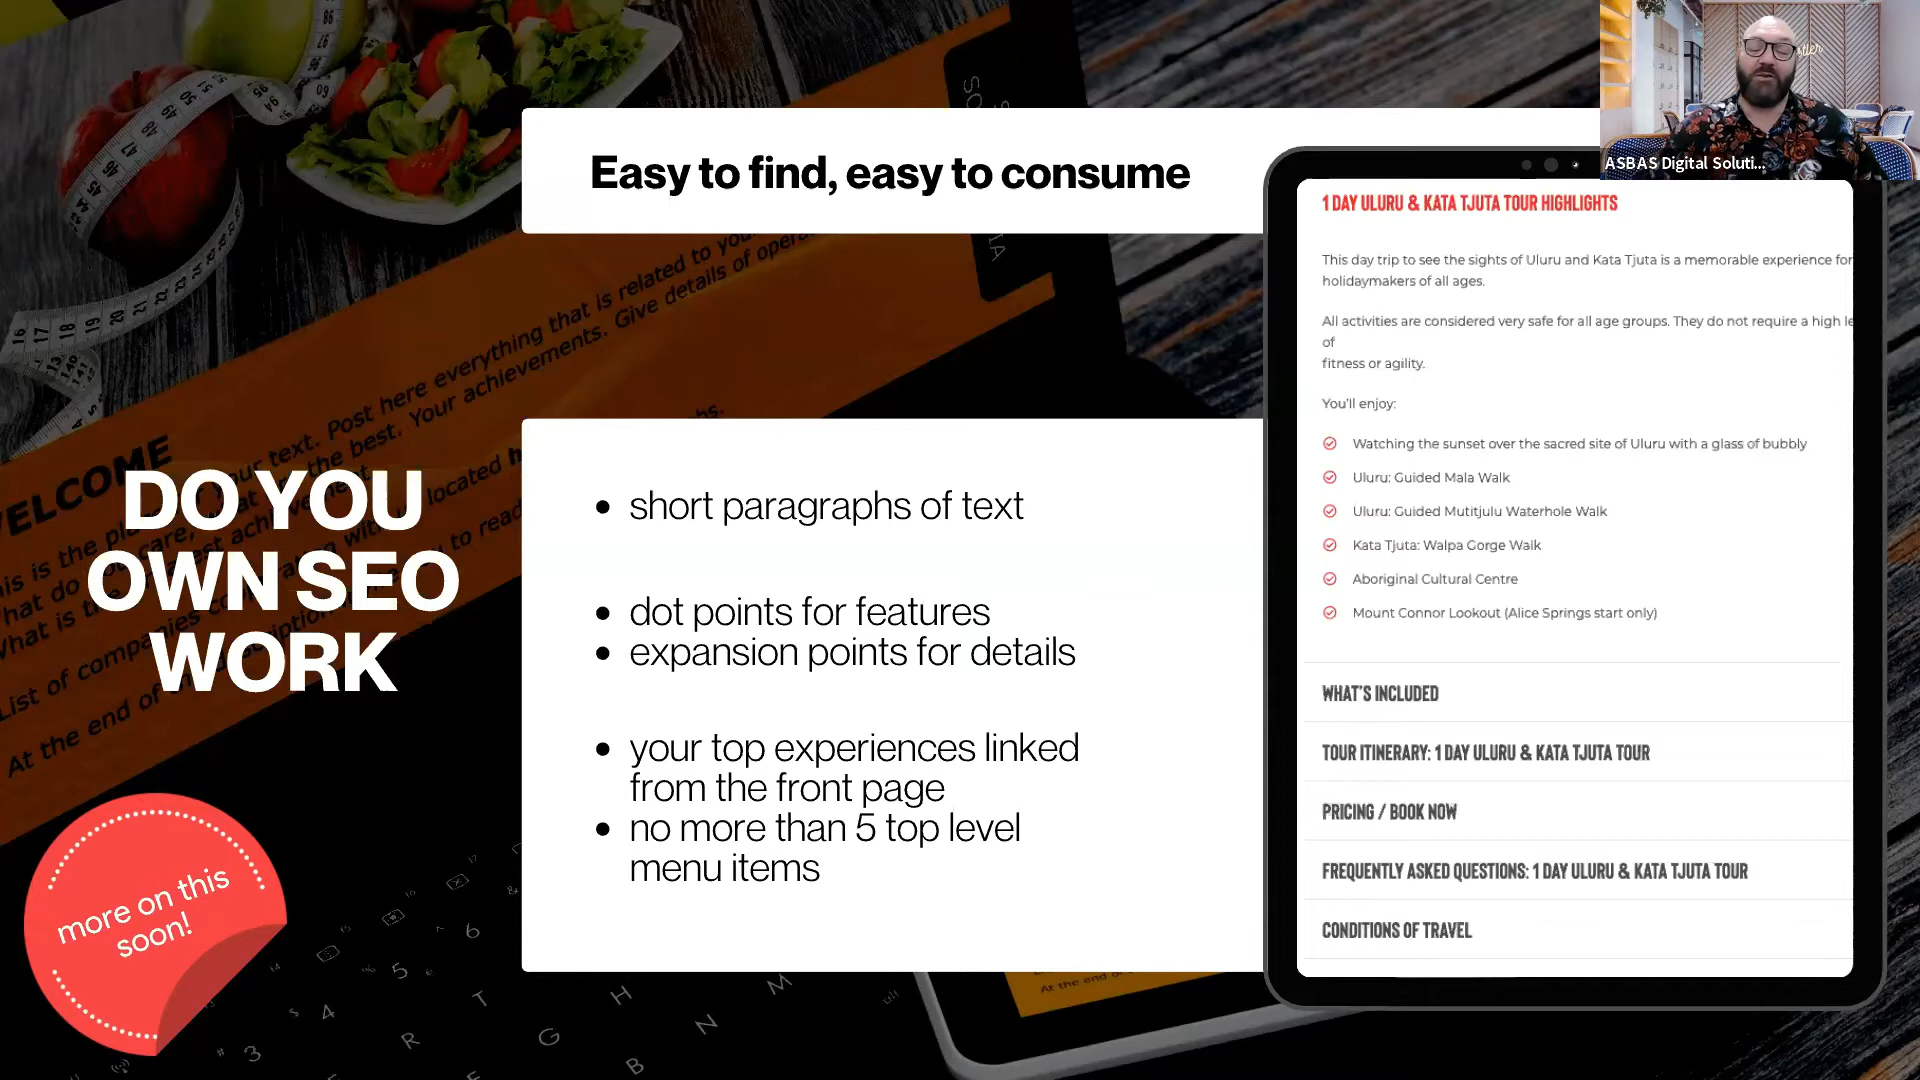 Easy to find, easy to consume
DO YOU
OWN SEO
WORK
more on this
soon!
• short paragraphs of text
• dot points for features
• expansion points for details
• your top experiences linked
from the front page
• no more than 5 top level
menu items
ASBAS Digital Soluti...
1 DAY ULURU & KATA TJUTA TOUR HIGHLIGHTS
This day trip to see the sights of Uluru and Kata Tjuta is a memorable experience for
holidaymakers of all ages.
All activities are considered very safe for all age groups. They do not require a high le
of
fitness or agility.
You'll enjoy:
Watching the sunset over the sacred site of Uluru with a glass of bubbly
Uluru: Guided Mala Walk
Uluru: Guided Mutitjulu Waterhole Walk
Kata Tjuta: Walpa Gorge Walk
Aboriginal Cultural Centre
Mount Connor Lookout (Alice Springs start only)
WHAT'S INCLUDED
TOUR ITINERARY: 1 DAY ULURU & KATA TJUTA TOUR
PRICING / BOOK NOW
FREQUENTLY ASKED QUESTIONS: 1 DAY ULURU & KATA TJUTA TOUR
CONDITIONS OF TRAVEL